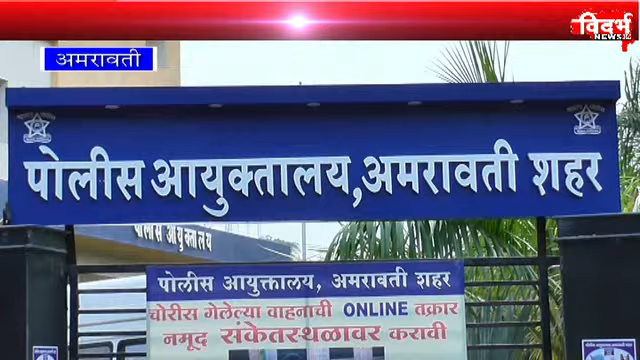 विदर्भ
NEWS
अमरावती
पोलीस आयुक्तालय, अमरावती शहर
पोलीस आयुक्तालय
पोलीस आयुक्तालय, अमरावती शहर
चोरीस गेलेल्या वाहनाची ONLINE तक्रार
नमूद संकेतस्थळावर करावी